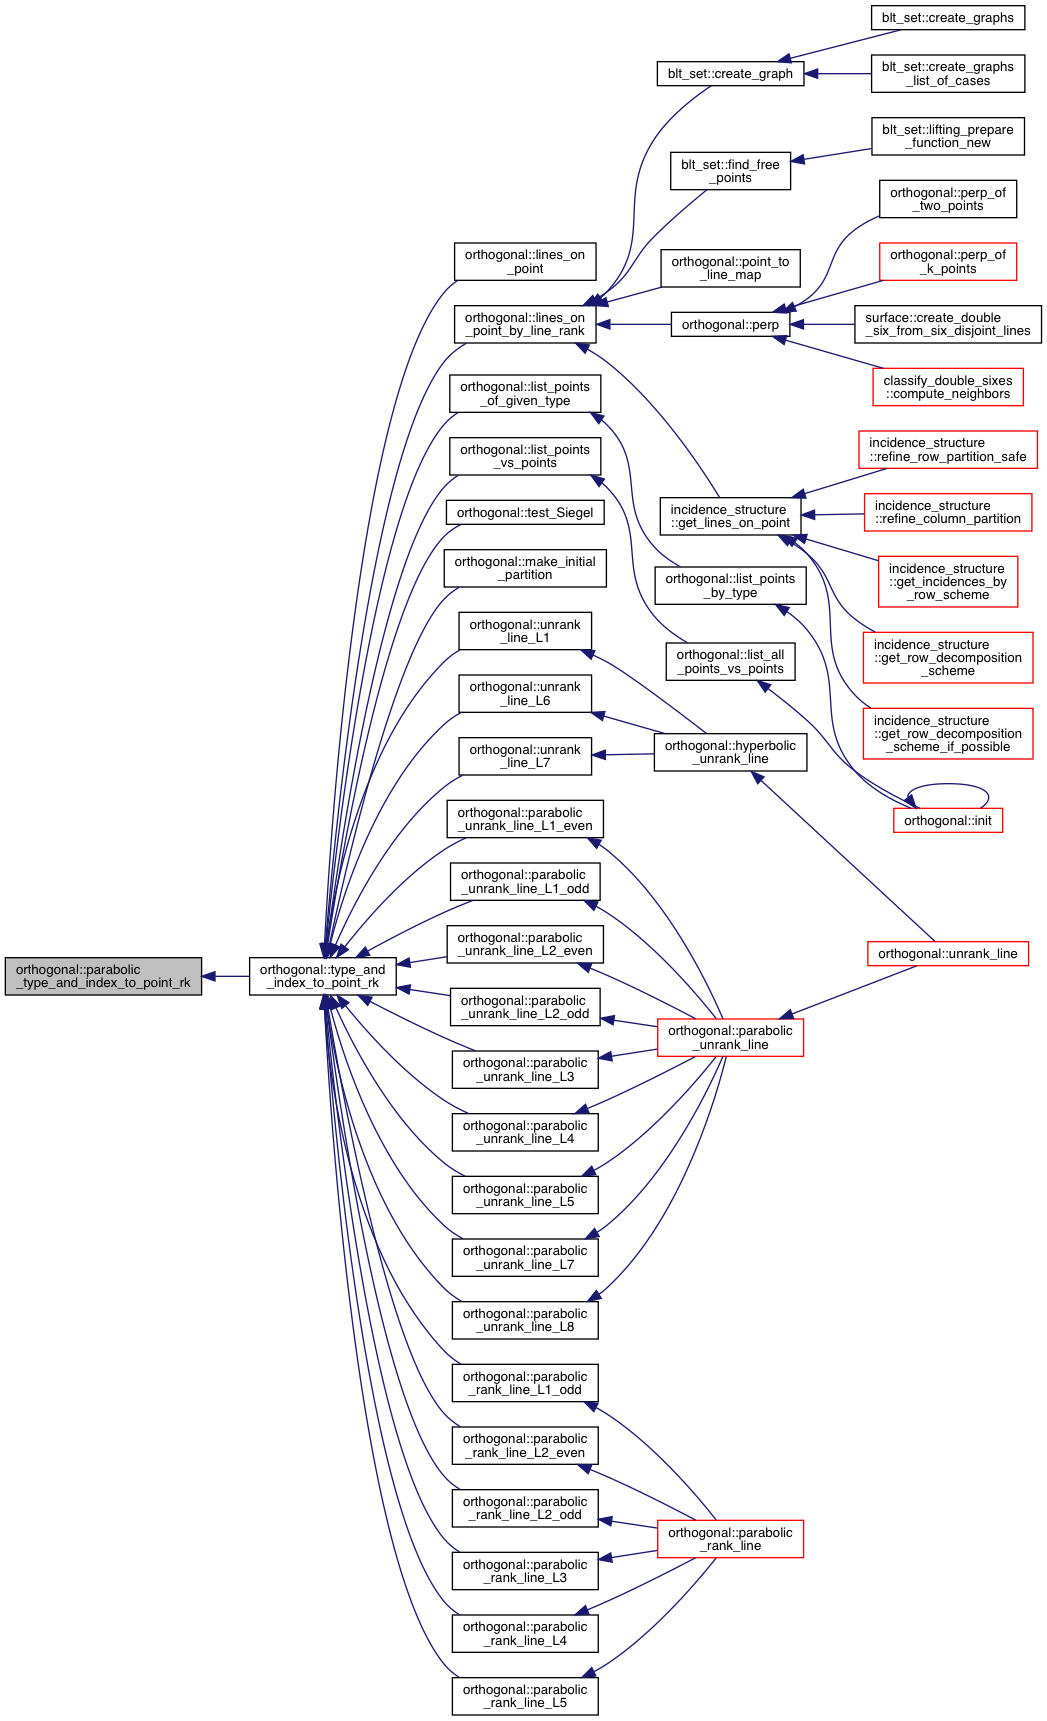 orthogonal::parabolic
_type_and_index_to_point_rk
orthogonal::type_and
_index_to_point_rk
orthogonal::lines_on
_point
orthogonal::lines_on
_point_by_line_rank
orthogonal::list_points
_of_given_type
orthogonal::list_points
_vs_points
orthogonal::test_Siegel
orthogonal::make_initial
_partition
orthogonal::unrank
_line_L1
orthogonal::unrank
_line_L6
orthogonal::unrank
_line_L7
orthogonal::parabolic
_unrank_line_L1_even
orthogonal::parabolic
_unrank_line_L1_odd
orthogonal::parabolic
_unrank_line_L2_even
orthogonal::parabolic
_unrank_line_L2_odd
orthogonal::parabolic
_unrank_line_L3
orthogonal::parabolic
_unrank_line_L4
orthogonal::parabolic
_unrank_line_L5
orthogonal::parabolic
_unrank_line_L7
orthogonal::parabolic
_unrank_line_L8
orthogonal::parabolic
_rank_line_L1_odd
orthogonal::parabolic
_rank_line_L2_even
orthogonal::parabolic
_rank_line_L2_odd
orthogonal::parabolic
_rank_line_L3
orthogonal::parabolic
_rank_line_L4
orthogonal::parabolic
_rank_line_L5
blt_set::create_graph
blt_set::find_free
_points
orthogonal::point_to
_line_map
orthogonal::perp
incidence_structure
::get_lines_on_point
orthogonal::list_points
_by_type
orthogonal::list_all
_points_vs_points
orthogonal::hyperbolic
_unrank_line
orthogonal::parabolic
_unrank_line
orthogonal::parabolic
_rank_line
blt_set::create_graphs
blt_set::create_graphs
_list_of_cases
blt_set::lifting_prepare
_function_new
orthogonal::perp_of
_two_points
orthogonal::perp_of
_k_points
surface::create_double
_six_from_six_disjoint_lines
classify_double_sixes
::compute_neighbors
incidence_structure
::refine_row_partition_safe
incidence_structure
::refine_column_partition
incidence_structure
::get_incidences_by
_row_scheme
incidence_structure
::get_row_decomposition
_scheme
incidence_structure
::get_row_decomposition
_scheme_if_possible
orthogonal::init
orthogonal::unrank_line